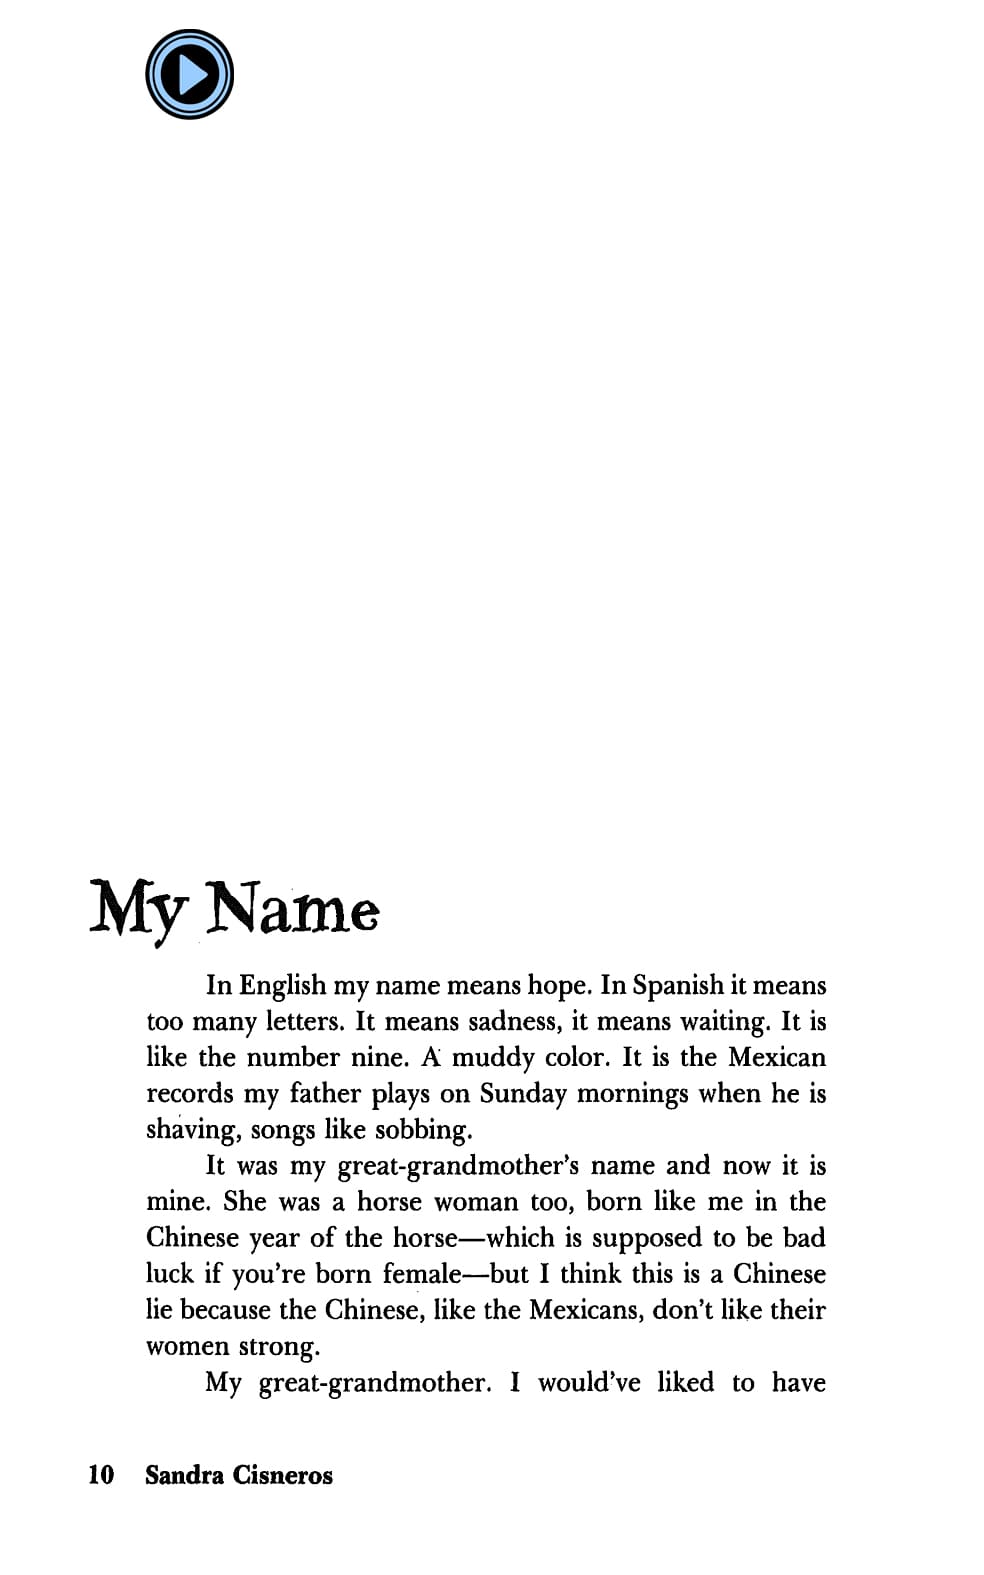 My Name
In English my name means hope. In Spanish it means
too many letters. It means sadness, it means waiting. It is
like the number nine. A muddy color. It is the Mexican
records my father plays on Sunday mornings when he is
shaving, songs like sobbing.
It was my great-grandmother's name and now it is
mine. She was a horse woman too, born like me in the
Chinese year of the horse—which is supposed to be bad
luck if you're born female—but I think this is a Chinese
lie because the Chinese, like the Mexicans, don't like their
women strong.
My great-grandmother. I would've liked to have
10 Sandra Cisneros